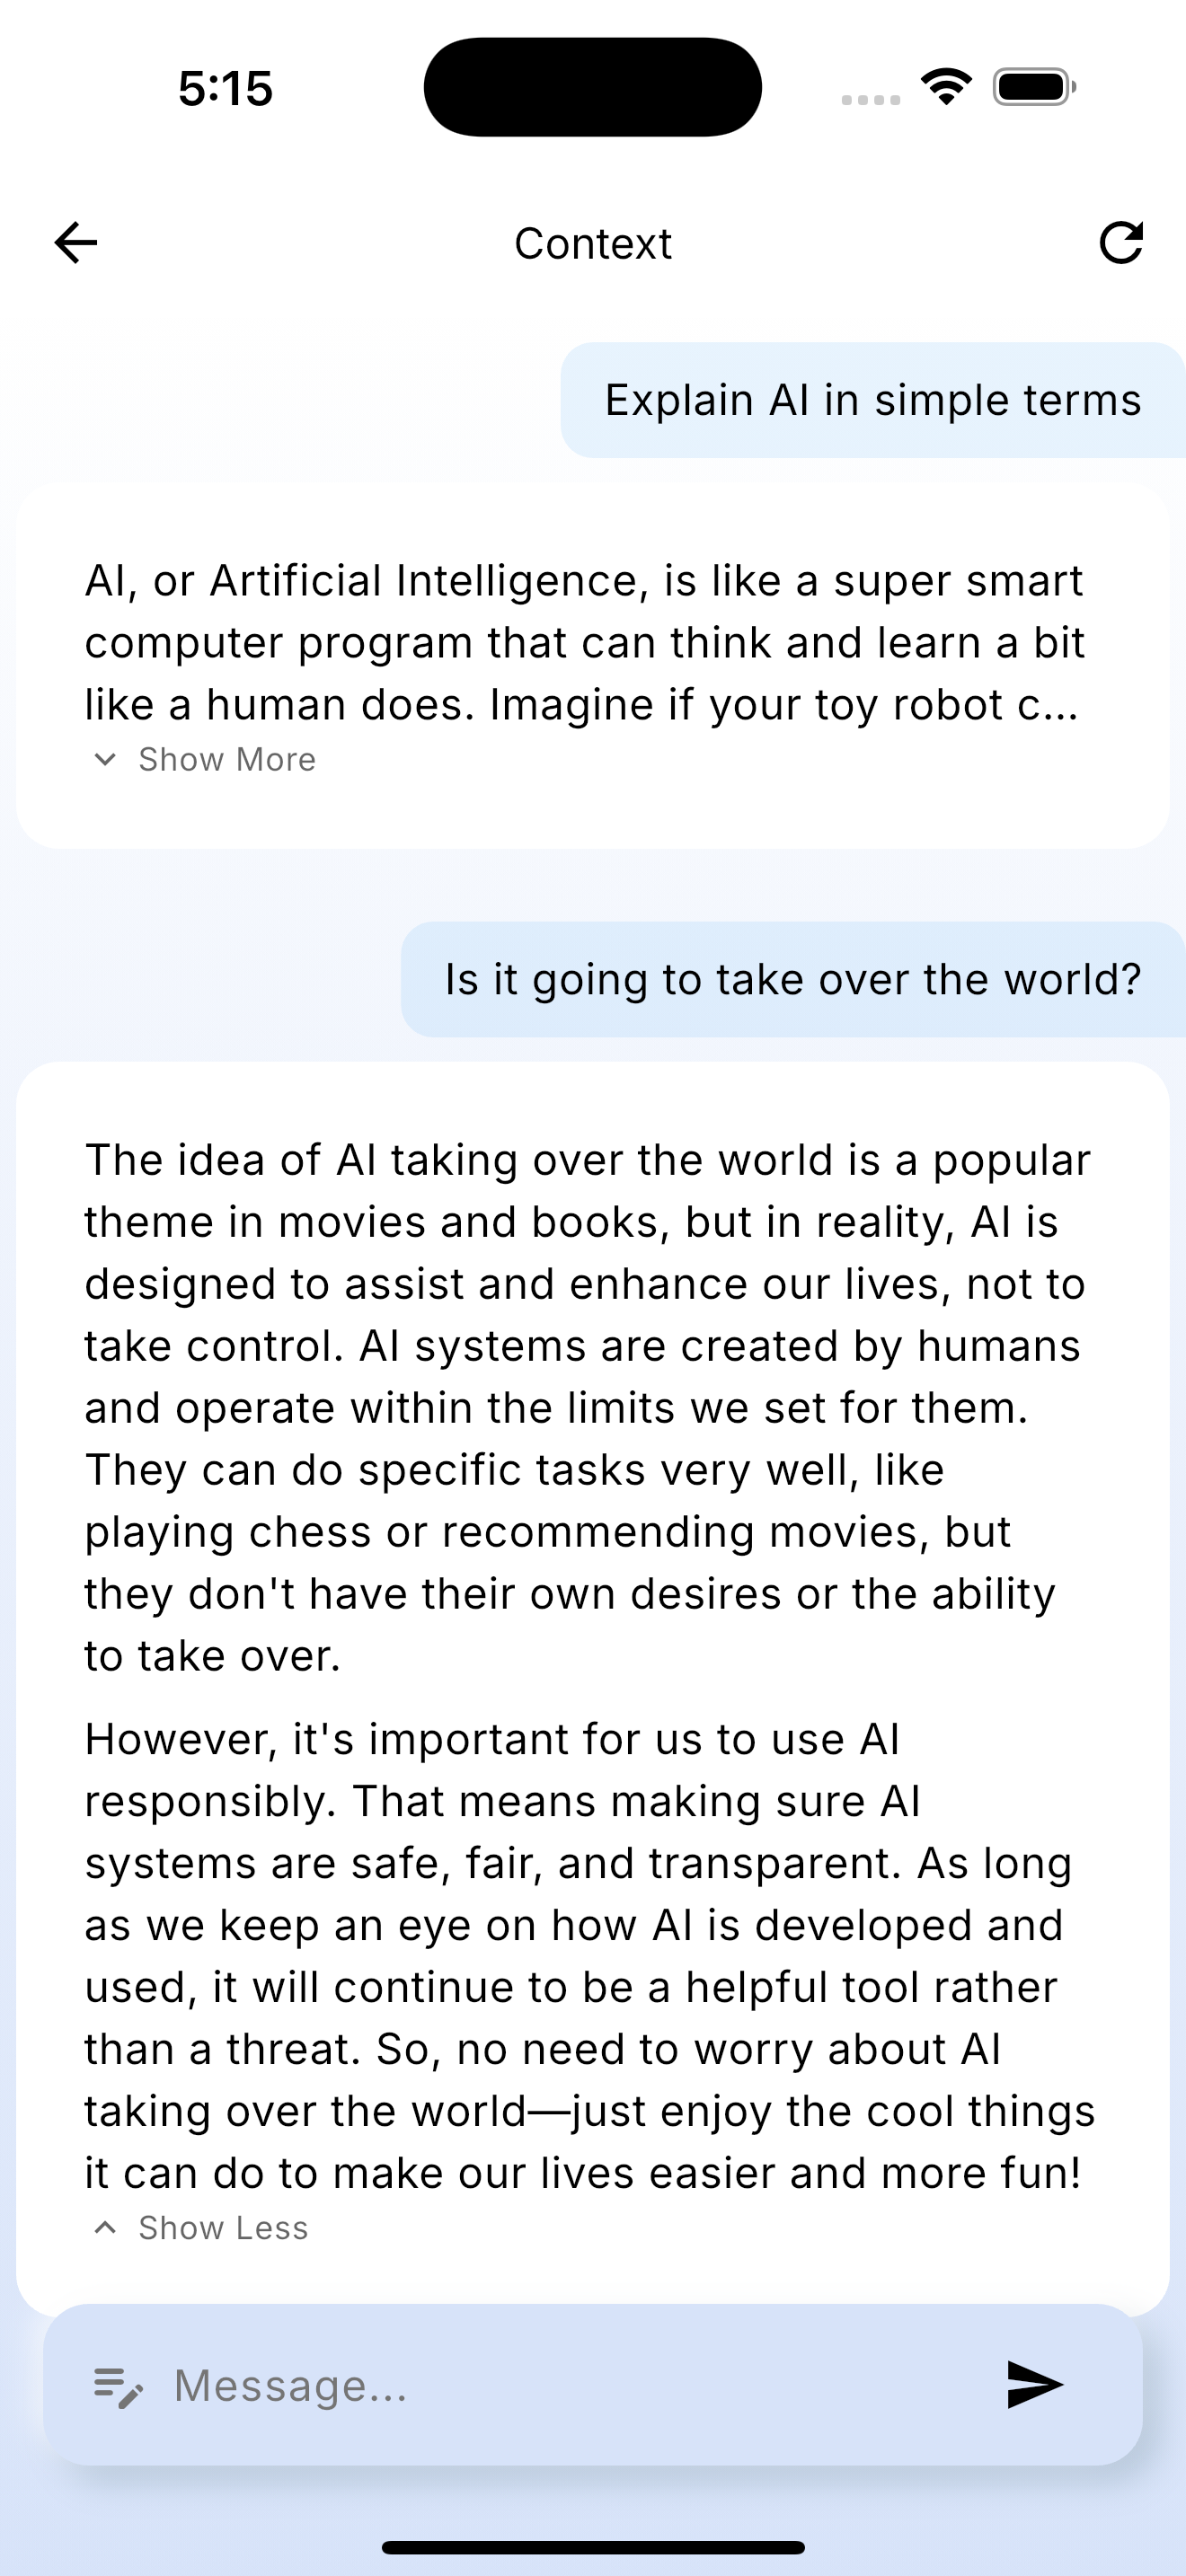 5:15
Context
Explain AI in simple terms
AI, or Artificial Intelligence, is like a super smart
computer program that can think and learn a bit
like a human does. Imagine if your toy robot c...
Show More
Is it going to take over the world?
The idea of AI taking over the world is a popular
theme in movies and books, but in reality, AI is
designed to assist and enhance our lives, not to
take control. AI systems are created by humans
and operate within the limits we set for them.
They can do specific tasks very well, like
playing chess or recommending movies, but
they don't have their own desires or the ability
to take over.
However, it's important for us to use AI
responsibly. That means making sure AI
systems are safe, fair, and transparent. As long
as we keep an eye on how AI is developed and
used, it will continue to be a helpful tool rather
than a threat. So, no need to worry about AI
taking over the world—just enjoy the cool things
it can do to make our lives easier and more fun!
Show Less
Message...